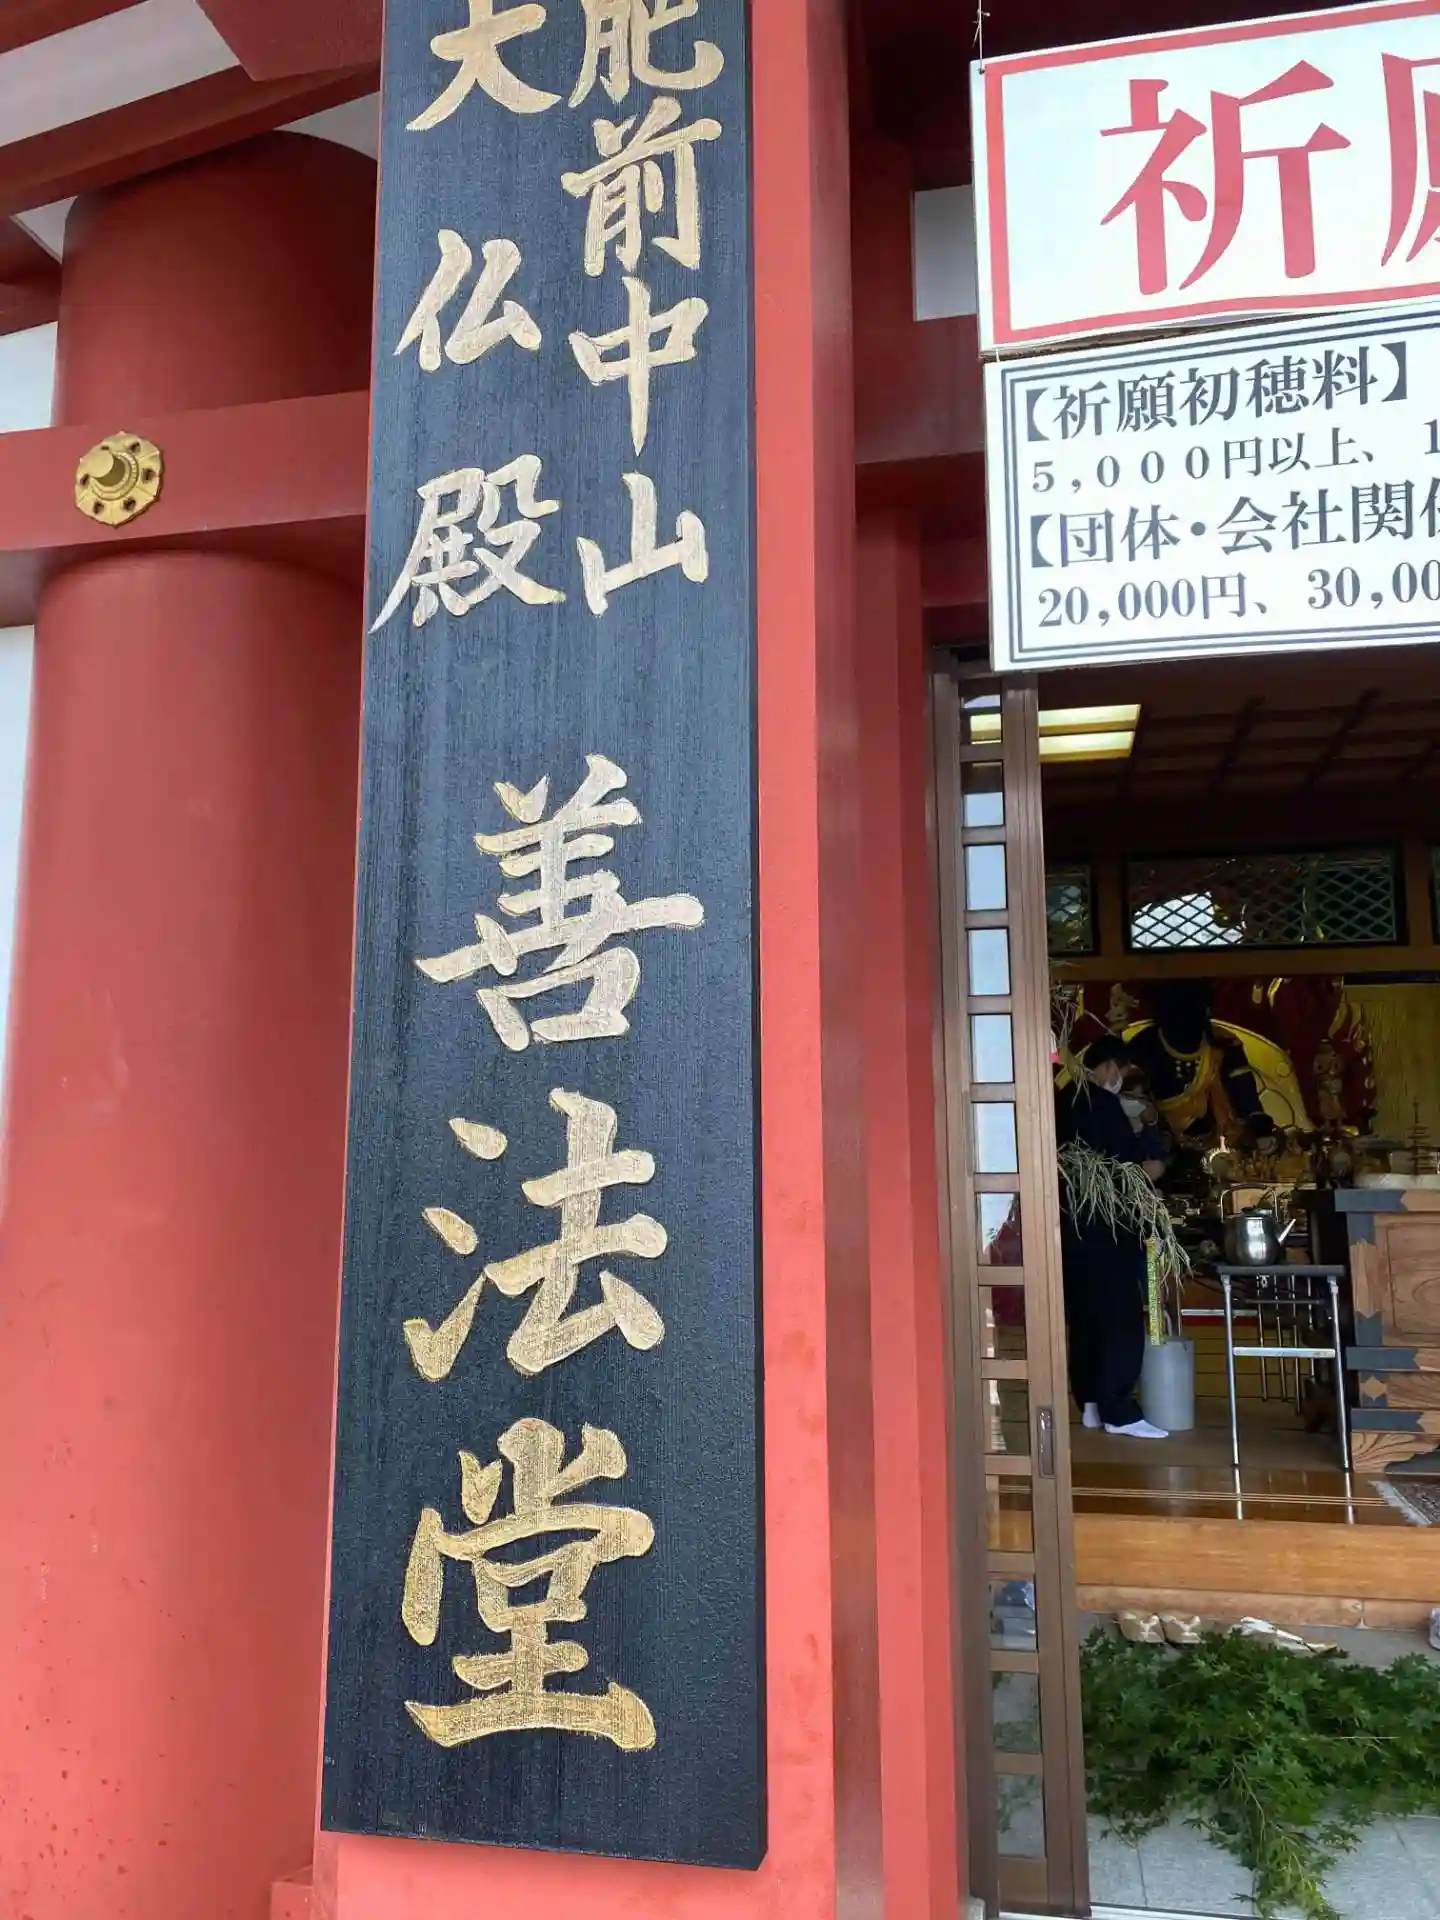 肥前中山
大仏殿
善法堂
祈
【祈願初穂料】
5,000円以上、1
【団体・会社関
20,000円、30,00